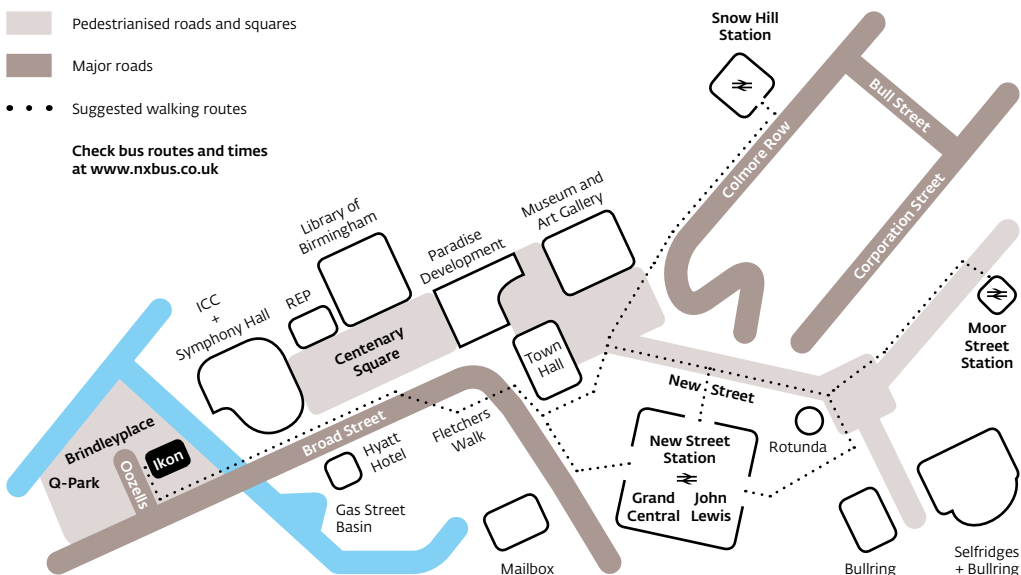 Pedestrianised roads and squares
Major roads
Suggested walking routes
Check bus routes and times
at www.nxbus.co.uk
Snow Hill
Station
Bull Street
Colmore Row
Corporation Street
Museum and
Art Gallery
Library of
Birmingham
Paradise
Development
REP
ICC
+
Symphony Hall
Centenary
Square
Town
Hall
Moor
Street
Station
New Street
Brindleyplace
Ikon
Q-Park
Oozells
Broad Street
Fletchers
Walk
Hyatt
Hotel
Rotunda
New Street
Station
Grand
Central
John
Lewis
Gas Street
Basin
Mailbox
Bullring
Selfridges
+ Bullring